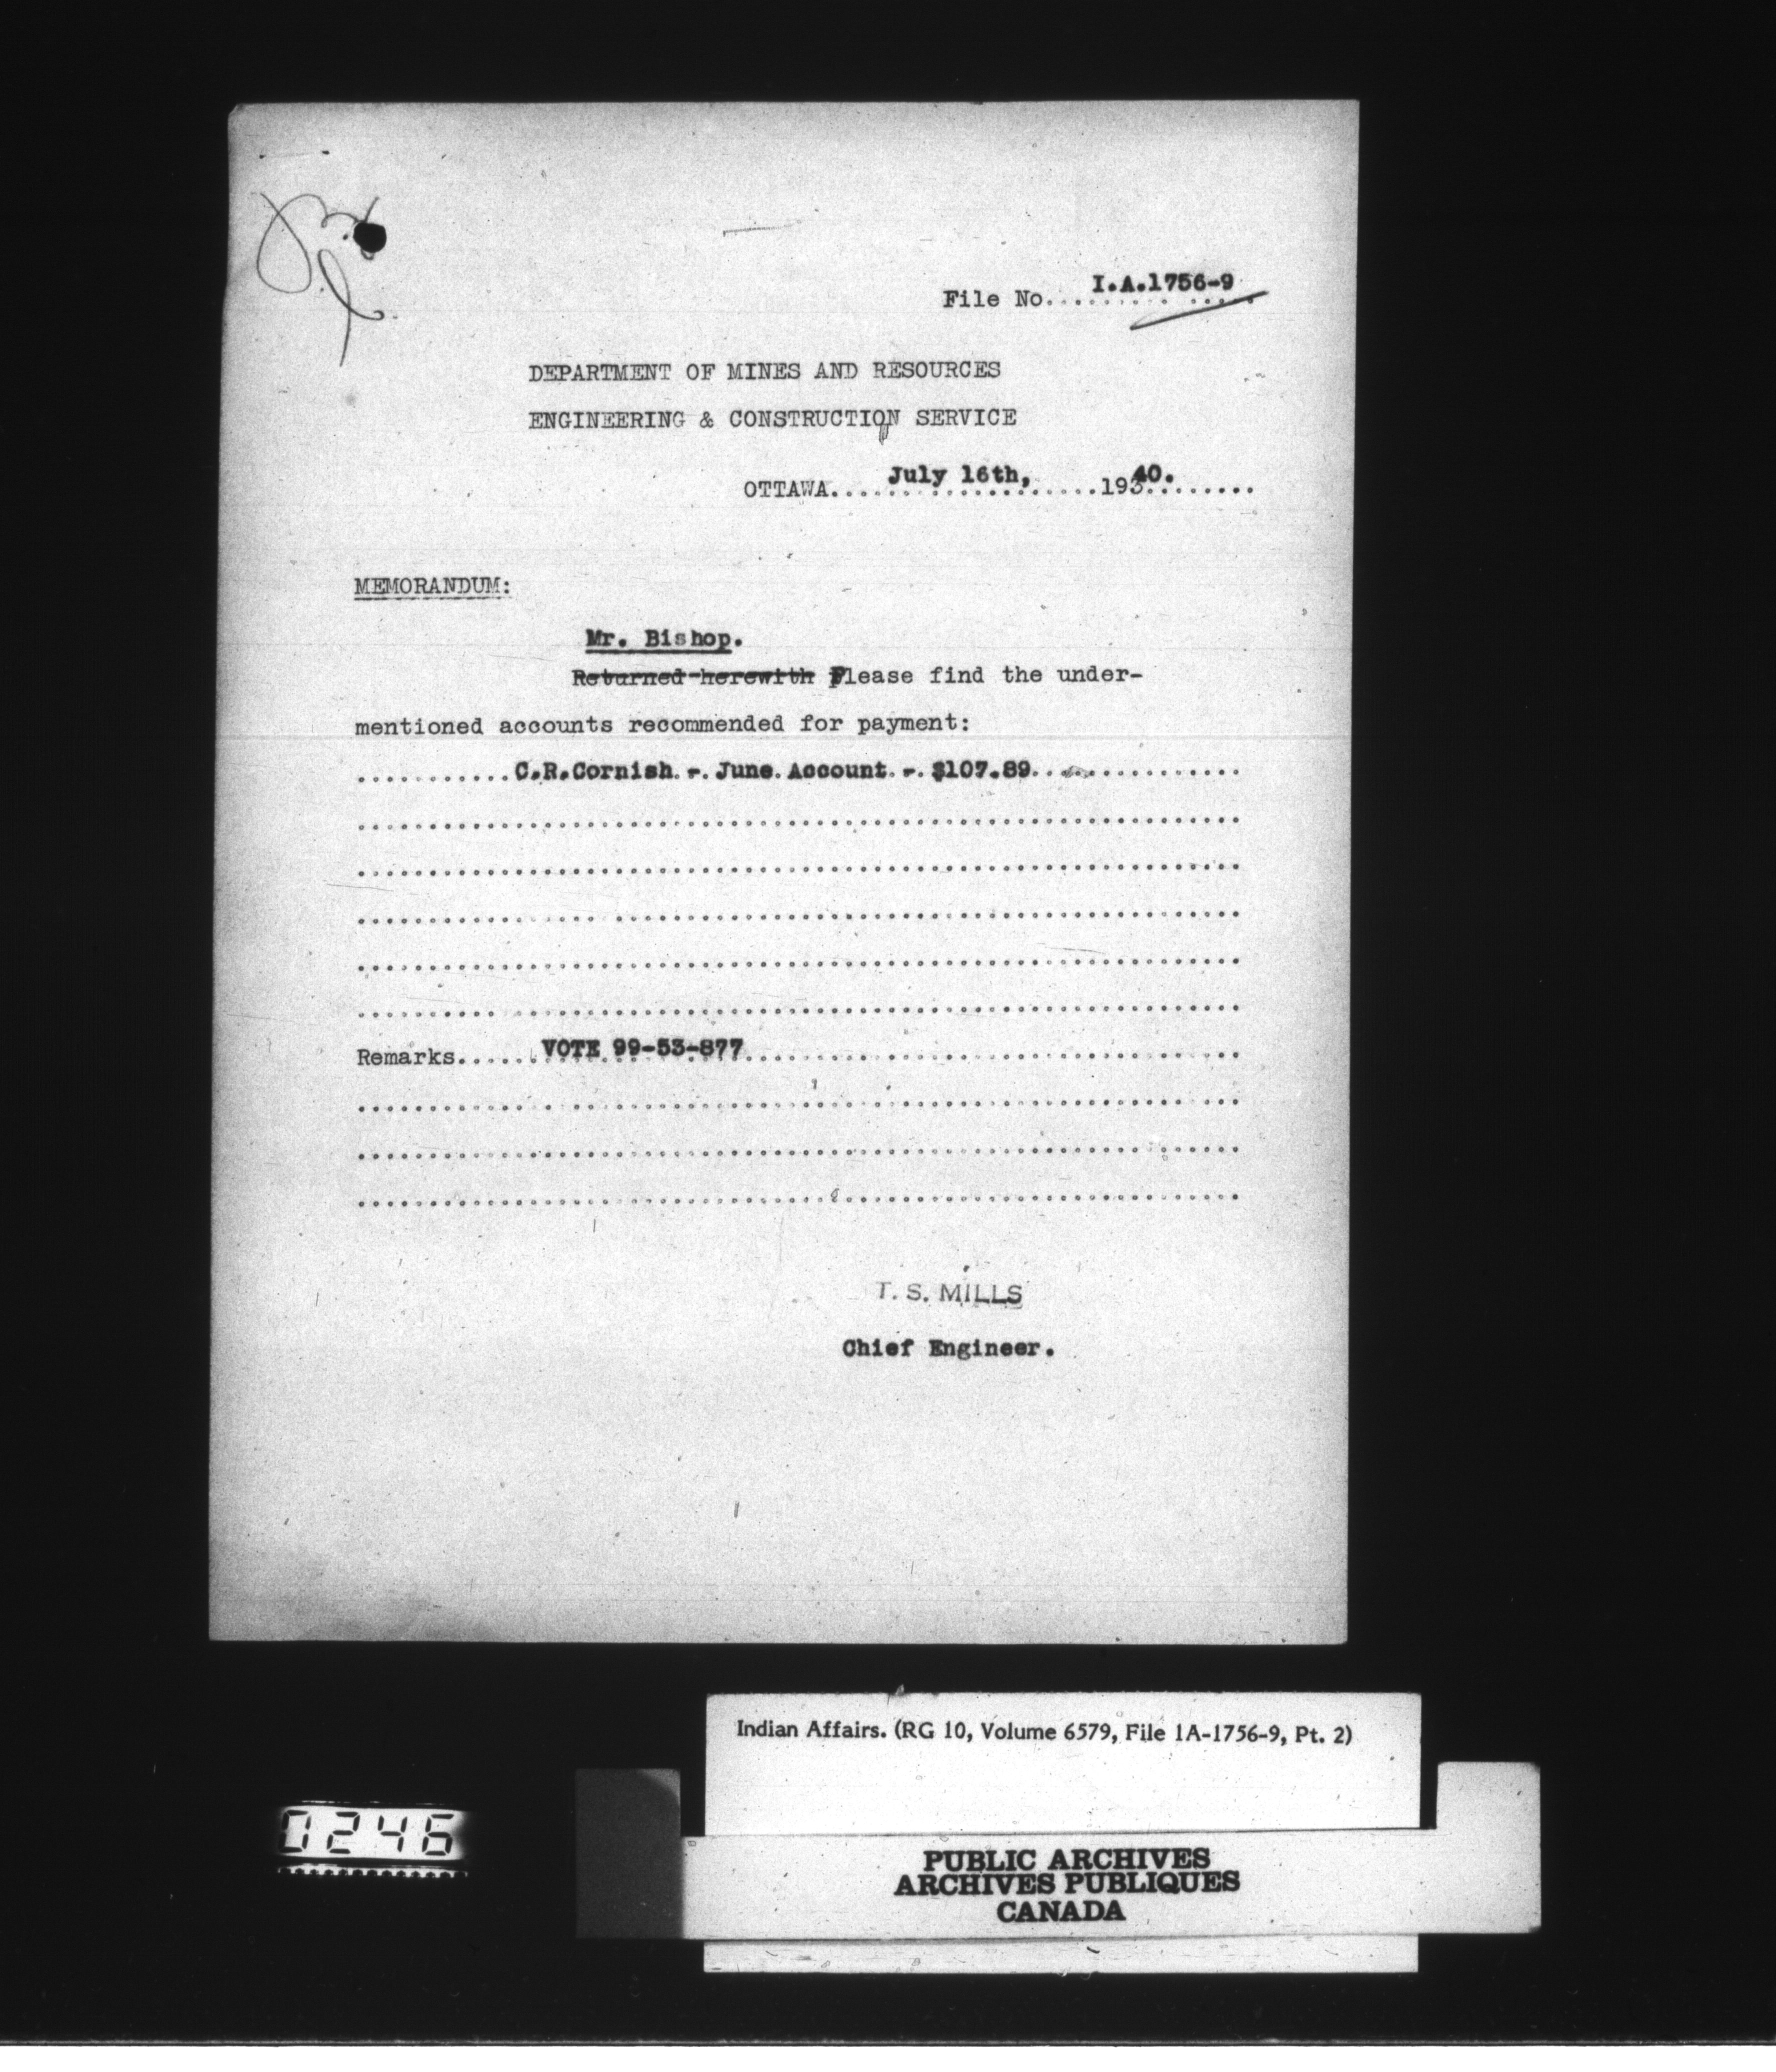 File No. I.A.1756-9
DEPARTMENT OF MINES AND RESOURCES
ENGINEERING & CONSTRUCTION SERVICE
OTTAWA July 16th, 19340.
MEMORANDUM:
Mr. Bishop.
Returned herewith Please find the under-
mentioned accounts recommended for payment:
C.R.Cornish - June Account - $107.89
Remarks VOTE 99-53-877
T. S. MILLS
Chief Engineer.
Indian Affairs. (RG 10, Volume 6579, File 1A-1756-9, Pt. 2)
0246
PUBLIC ARCHIVES
ARCHIVES PUBLIQUES
CANADA